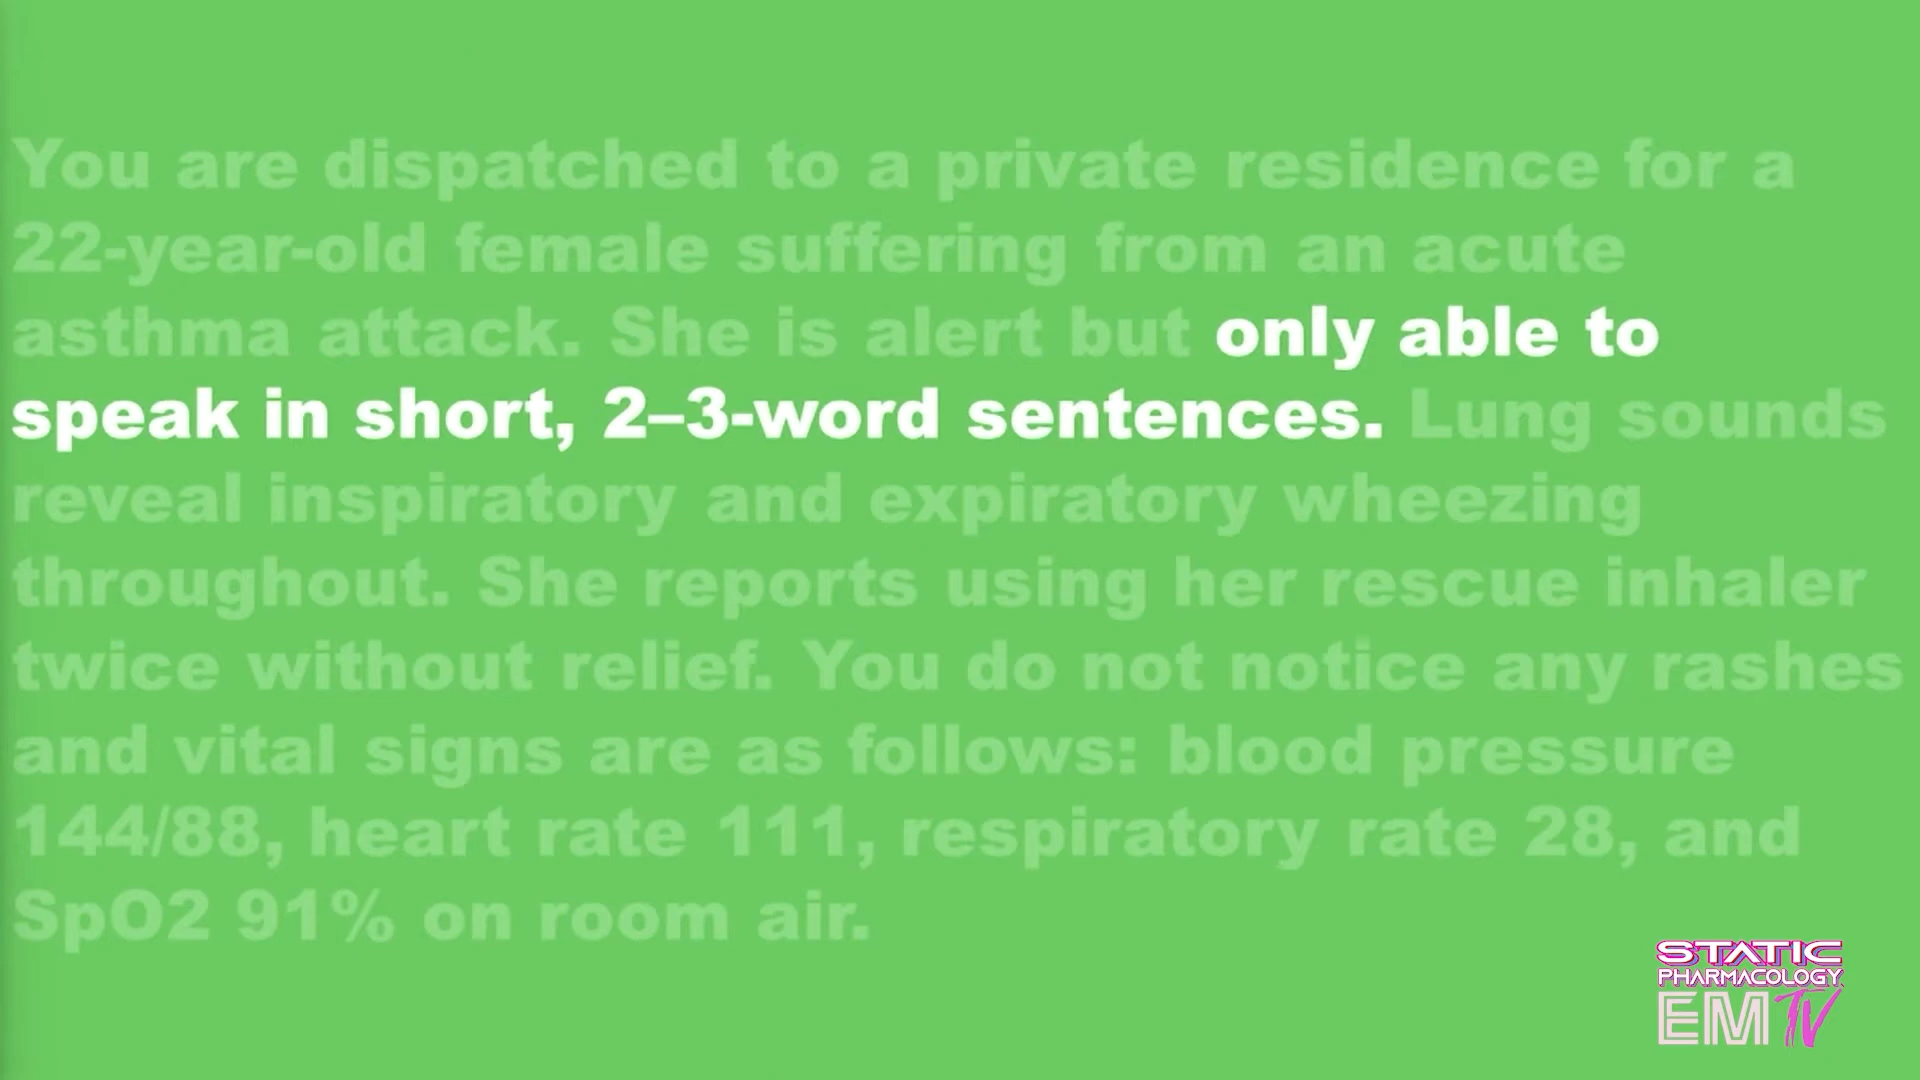 You are dispatched to a private residence for a
22-year-old female suffering from an acute
asthma attack. She is alert but only able to
speak in short, 2–3-word sentences. Lung sounds
reveal inspiratory and expiratory wheezing
throughout. She reports using her rescue inhaler
twice without relief. You do not notice any rashes
and vital signs are as follows: blood pressure
144/88, heart rate 111, respiratory rate 28, and
SpO2 91% on room air.
STATIC
PHARMACOLOGY
EMTV